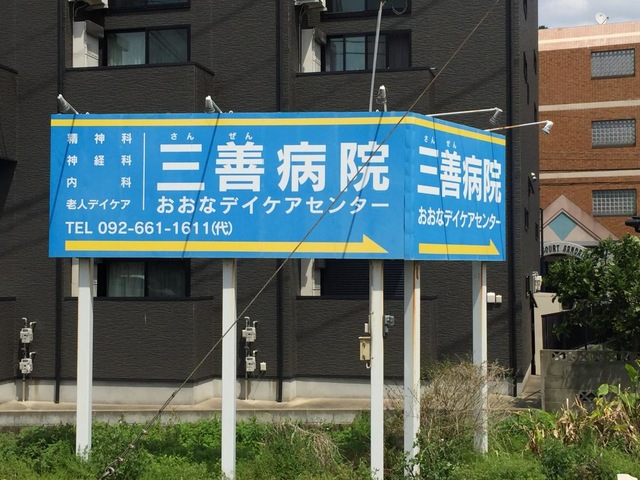 精神科
神経科
内科
老人デイケア
さんぜん
三善病院
おおなデイケアセンター
TEL 092-661-1611(代)
さんぜん
三善病院
おおなデイケアセンター